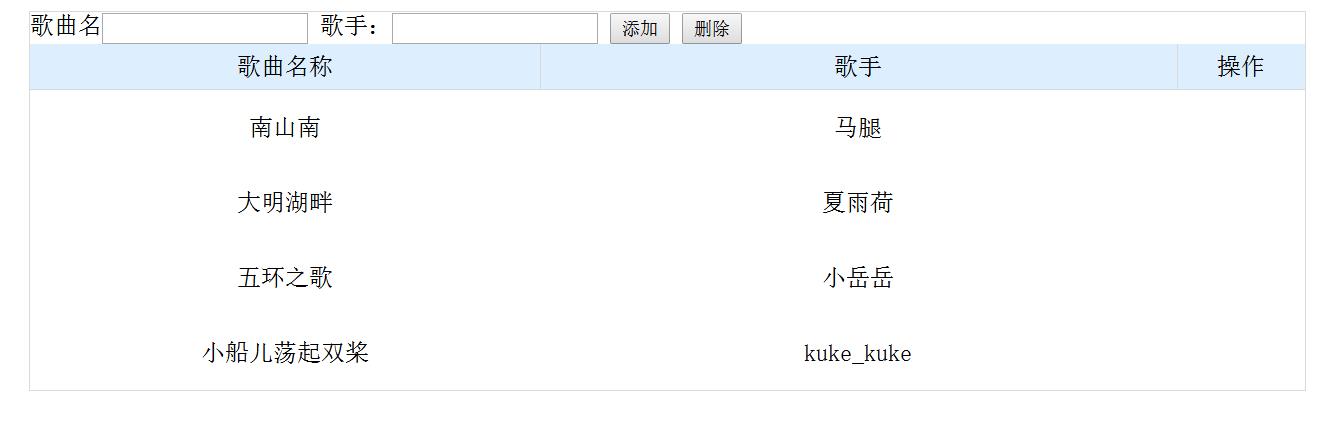 歌曲名 歌手： 添加 删除
歌曲名称 歌手 操作
南山南 马腿
大明湖畔 夏雨荷
五环之歌 小岳岳
小船儿荡起双桨 kuke_kuke